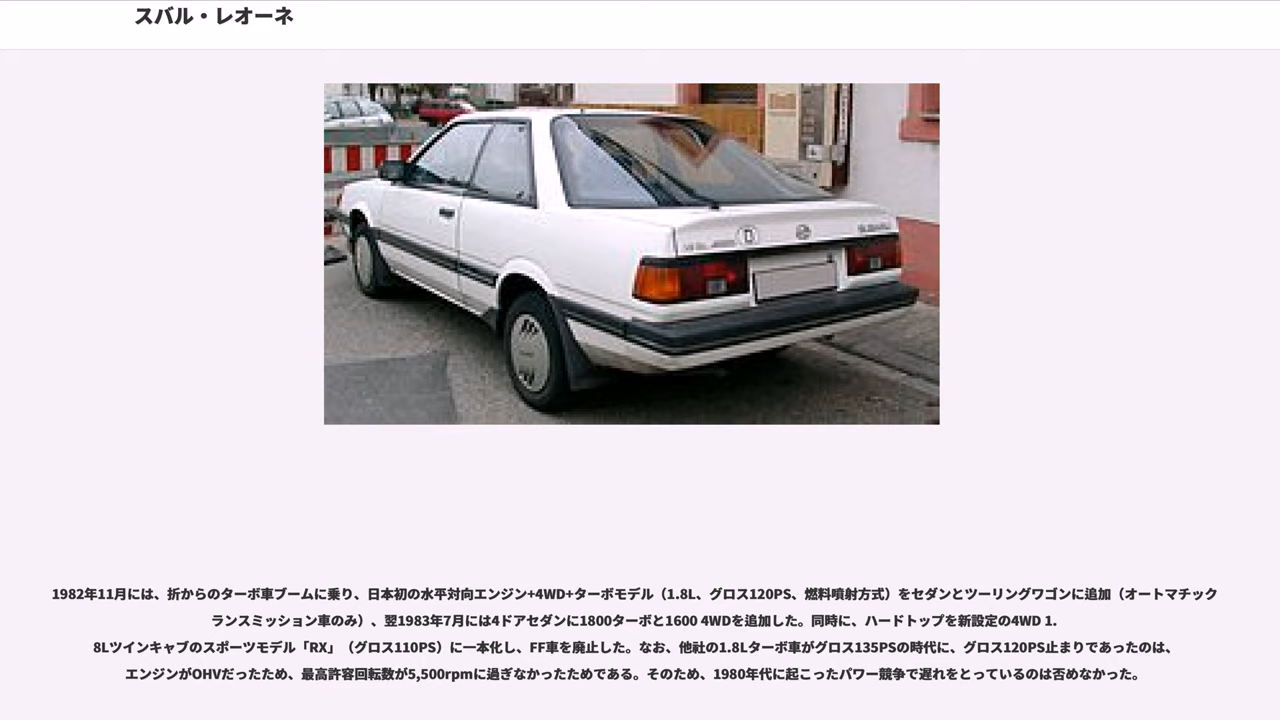 スバル・レオーネ
1982年11月には、折からのターボ車ブームに乗り、日本初の水平対向エンジン+4WD+ターボモデル（1.8L、グロス120PS、燃料噴射方式）をセダンとツーリングワゴンに追加（オートマチック
ランスミッション車のみ）、翌1983年7月には4ドアセダンに1800ターボと1600 4WDを追加した。同時に、ハードトップを新設定の4WD 1.
8Lツインキャブのスポーツモデル「RX」（グロス110PS）に一本化し、FF車を廃止した。なお、他社の1.8Lターボ車がグロス135PSの時代に、グロス120PS止まりであったのは、
エンジンがOHVだったため、最高許容回転数が5,500rpmに過ぎなかったためである。そのため、1980年代に起こったパワー競争で遅れをとっているのは否めなかった。